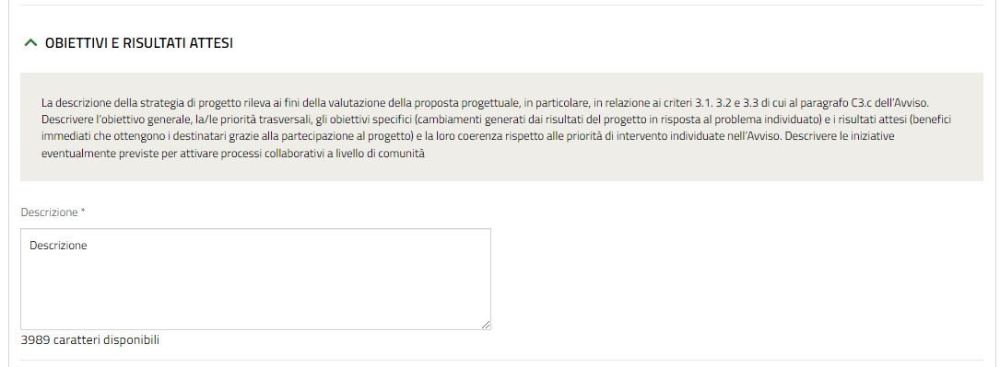 OBIETTIVI E RISULTATI ATTESI
La descrizione della strategia di progetto rileva ai fini della valutazione della proposta progettuale, in particolare, in relazione ai criteri 3.1. 3.2 e 3.3 di cui al paragrafo C3.c dell'Avviso.
Descrivere l'obiettivo generale, la/le priorità trasversali, gli obiettivi specifici (cambiamenti generati dai risultati del progetto in risposta al problema individuato) e i risultati attesi (benefici
immediati che ottengono i destinatari grazie alla partecipazione al progetto) e la loro coerenza rispetto alle priorità di intervento individuate nell'Avviso. Descrivere le iniziative
eventualmente previste per attivare processi collaborativi a livello di comunità
Descrizione *
Descrizione
3989 caratteri disponibili